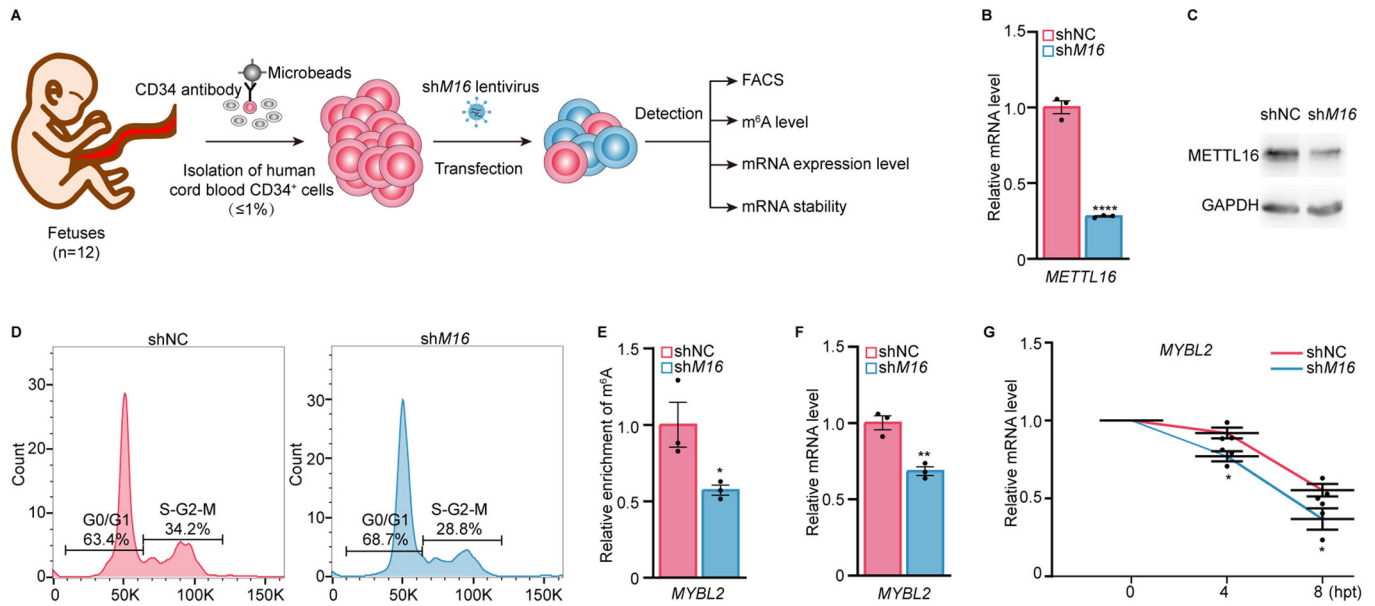 A
CD34 antibody
Microbeads
Isolation of human
cord blood CD34⁺ cells
(≤1%)
Fetuses
(n=12)
shM16 lentivirus
Transfection
Detection
FACS
m⁶A level
mRNA expression level
mRNA stability
B
shNC
shM16
Relative mRNA level
1.5
1.0
0.5
0
****
METTL16
C
shNC shM16
METTL16
GAPDH
D
shNC
Count
30
20
10
0
G0/G1
63.4%
S-G2-M
34.2%
0 50K 100K 150K
shM16
Count
30
20
10
0
G0/G1
68.7%
S-G2-M
28.8%
0 50K 100K 150K
E
shNC
shM16
Relative enrichment of m⁶A
1.5
1.0
0.5
0
*
MYBL2
F
shNC
shM16
Relative mRNA level
1.5
1.0
0.5
0
**
MYBL2
G
MYBL2
shNC
shM16
Relative mRNA level
1.5
1.0
0.5
0
*
*
0 4 8 (hpt)